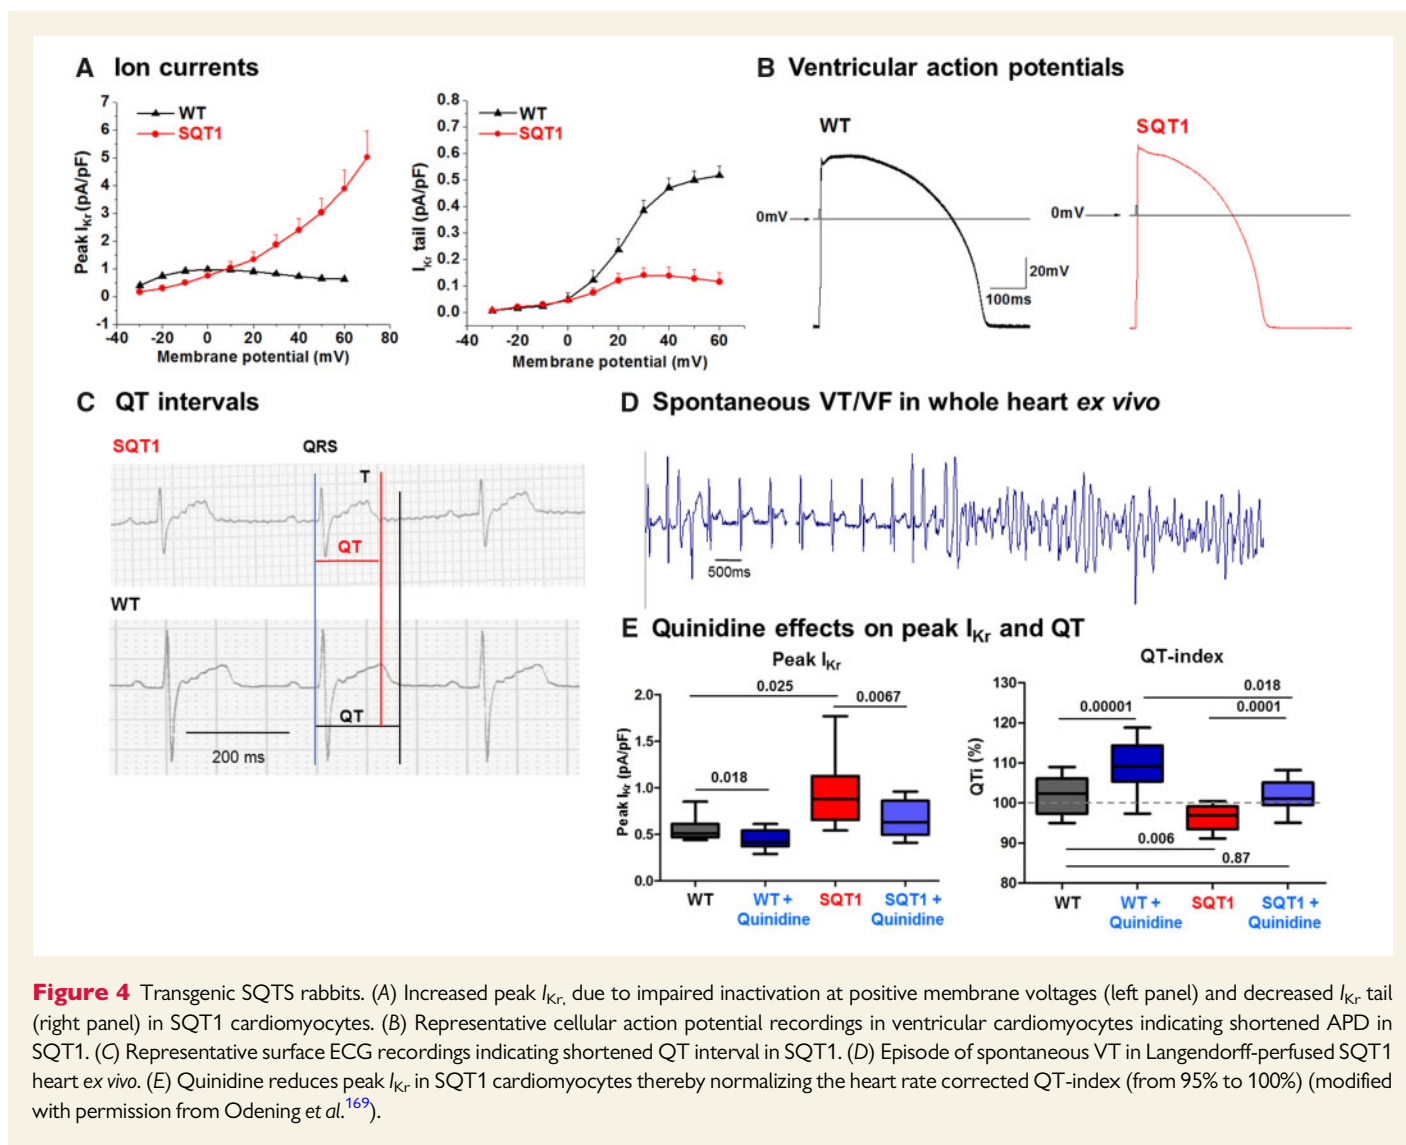 A Ion currents
7
6
5
4
3
2
1
0
-1
Peak IKr (pA/pF)
WT
SQT1
-40 -20 0 20 40 60 80
Membrane potential (mV)
0.8
0.7
0.6
0.5
0.4
0.3
0.2
0.1
0.0
IKr tail (pA/pF)
WT
SQT1
-40 -20 0 20 40 60
Membrane potential (mV)
B Ventricular action potentials
WT
SQT1
0mV
0mV
20mV
100ms
C QT intervals
SQT1
QRS
T
QT
WT
QT
200 ms
D Spontaneous VT/VF in whole heart ex vivo
500ms
E Quinidine effects on peak IKr and QT
Peak IKr
2.0
1.5
1.0
0.5
0.0
Peak IKr (pA/pF)
0.025
0.0067
0.018
WT
WT +
Quinidine
SQT1
SQT1 +
Quinidine
QT-index
130
120
110
100
90
80
QTi (%)
0.018
0.00001
0.0001
0.006
0.87
WT
WT +
Quinidine
SQT1
SQT1 +
Quinidine
Figure 4 Transgenic SQTS rabbits. (A) Increased peak IKr, due to impaired inactivation at positive membrane voltages (left panel) and decreased IKr tail
(right panel) in SQT1 cardiomyocytes. (B) Representative cellular action potential recordings in ventricular cardiomyocytes indicating shortened APD in
SQT1. (C) Representative surface ECG recordings indicating shortened QT interval in SQT1. (D) Episode of spontaneous VT in Langendorff-perfused SQT1
heart ex vivo. (E) Quinidine reduces peak IKr in SQT1 cardiomyocytes thereby normalizing the heart rate corrected QT-index (from 95% to 100%) (modified
with permission from Odening et al.169).